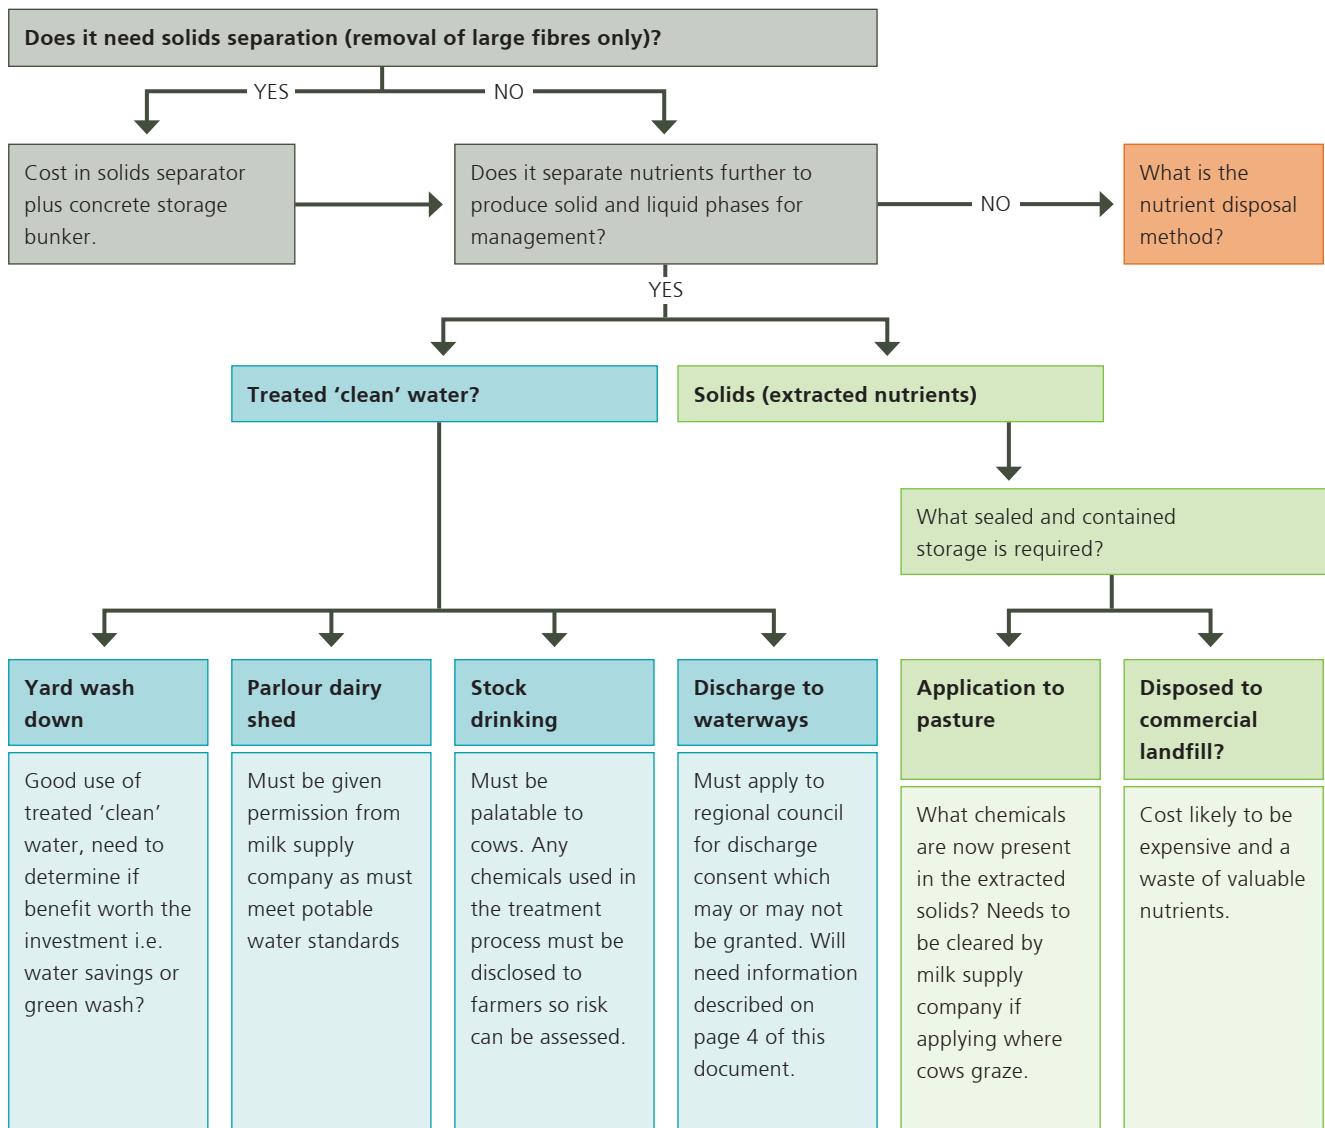 Does it need solids separation (removal of large fibres only)?
YES
NO
Cost in solids separator
plus concrete storage
bunker.
Does it separate nutrients further to
produce solid and liquid phases for
management?
NO
What is the
nutrient disposal
method?
YES
Treated ‘clean’ water?
Solids (extracted nutrients)
What sealed and contained
storage is required?
Yard wash
down
Good use of
treated ‘clean’
water, need to
determine if
benefit worth the
investment i.e.
water savings or
green wash?
Parlour dairy
shed
Must be given
permission from
milk supply
company as must
meet potable
water standards
Stock
drinking
Must be
palatable to
cows. Any
chemicals used in
the treatment
process must be
disclosed to
farmers so risk
can be assessed.
Discharge to
waterways
Must apply to
regional council
for discharge
consent which
may or may not
be granted. Will
need information
described on
page 4 of this
document.
Application to
pasture
What chemicals
are now present
in the extracted
solids? Needs to
be cleared by
milk supply
company if
applying where
cows graze.
Disposed to
commercial
landfill?
Cost likely to be
expensive and a
waste of valuable
nutrients.